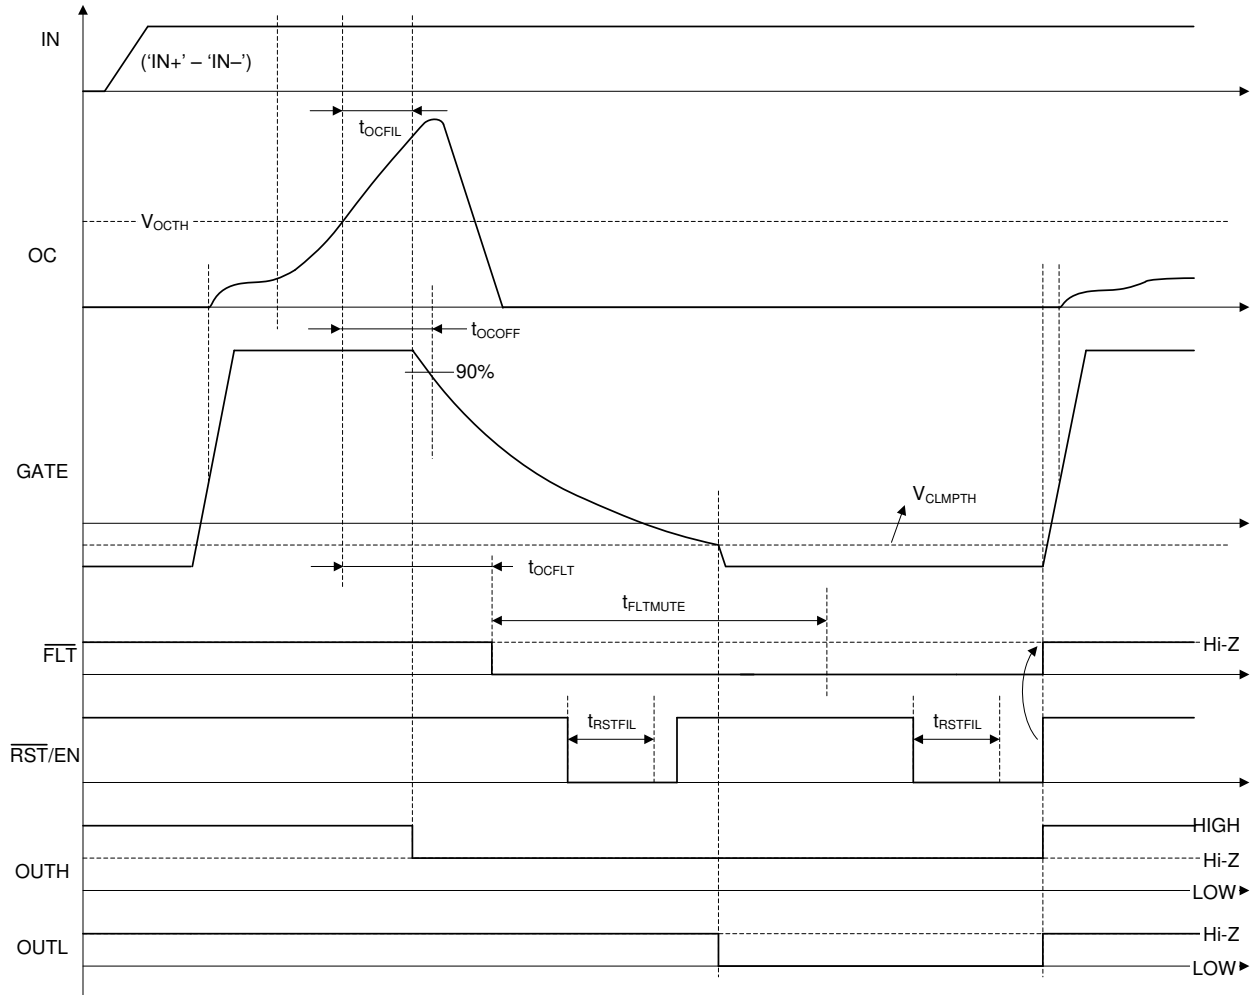 IN
('IN+' – 'IN–')
tOCFIL
VOCTH
OC
tOCOFF
90%
GATE
VCLMPTH
tOCFLT
tFLTMUTE
FLT
Hi-Z
tRSTFIL
tRSTFIL
RST/EN
HIGH
OUTH
Hi-Z
LOW
OUTL
Hi-Z
LOW